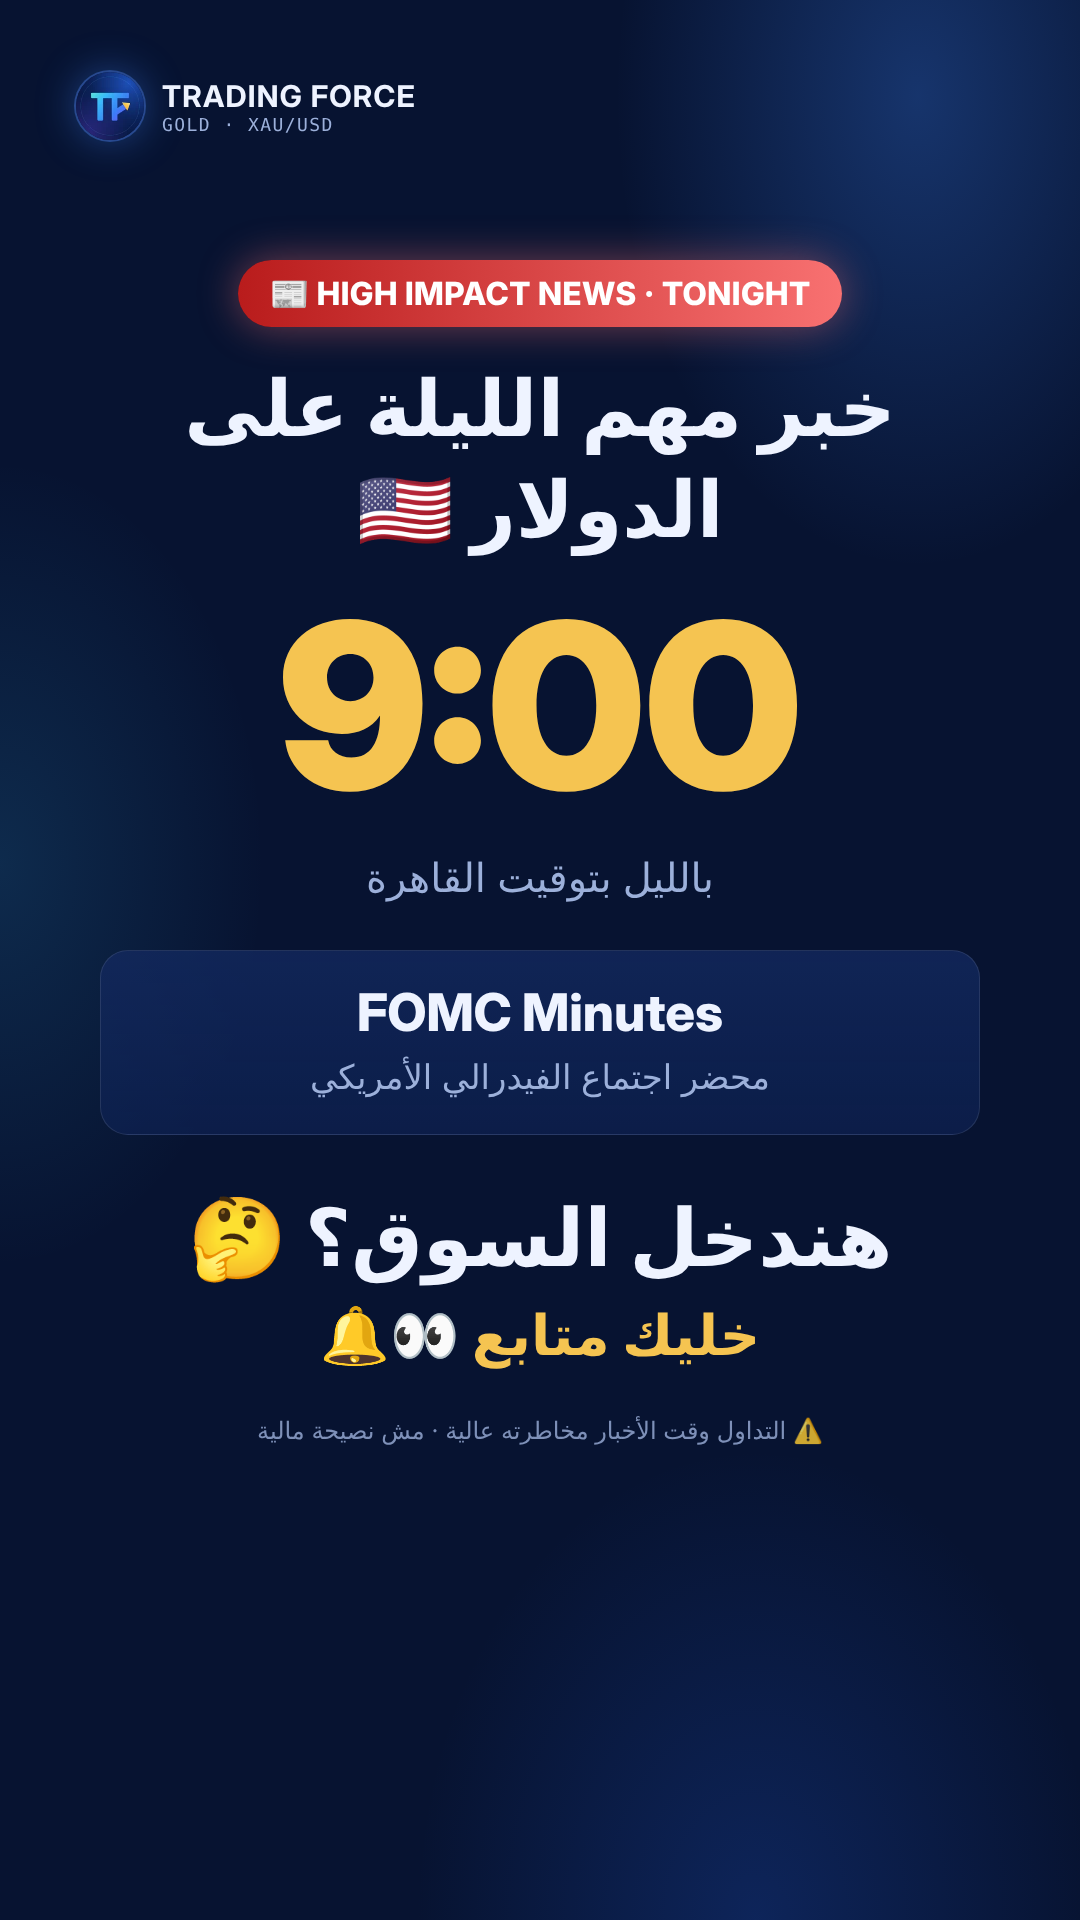 TRADING FORCE
GOLD · XAU/USD
📰 HIGH IMPACT NEWS · TONIGHT
خبر مهم الليلة على
الدولار 🇺🇸
9:00
بالليل بتوقيت القاهرة
FOMC Minutes
محضر اجتماع الفيدرالي الأمريكي
هندخل السوق؟ 🤔
خليك متابع 👀🔔
⚠️ التداول وقت الأخبار مخاطرته عالية · مش نصيحة مالية